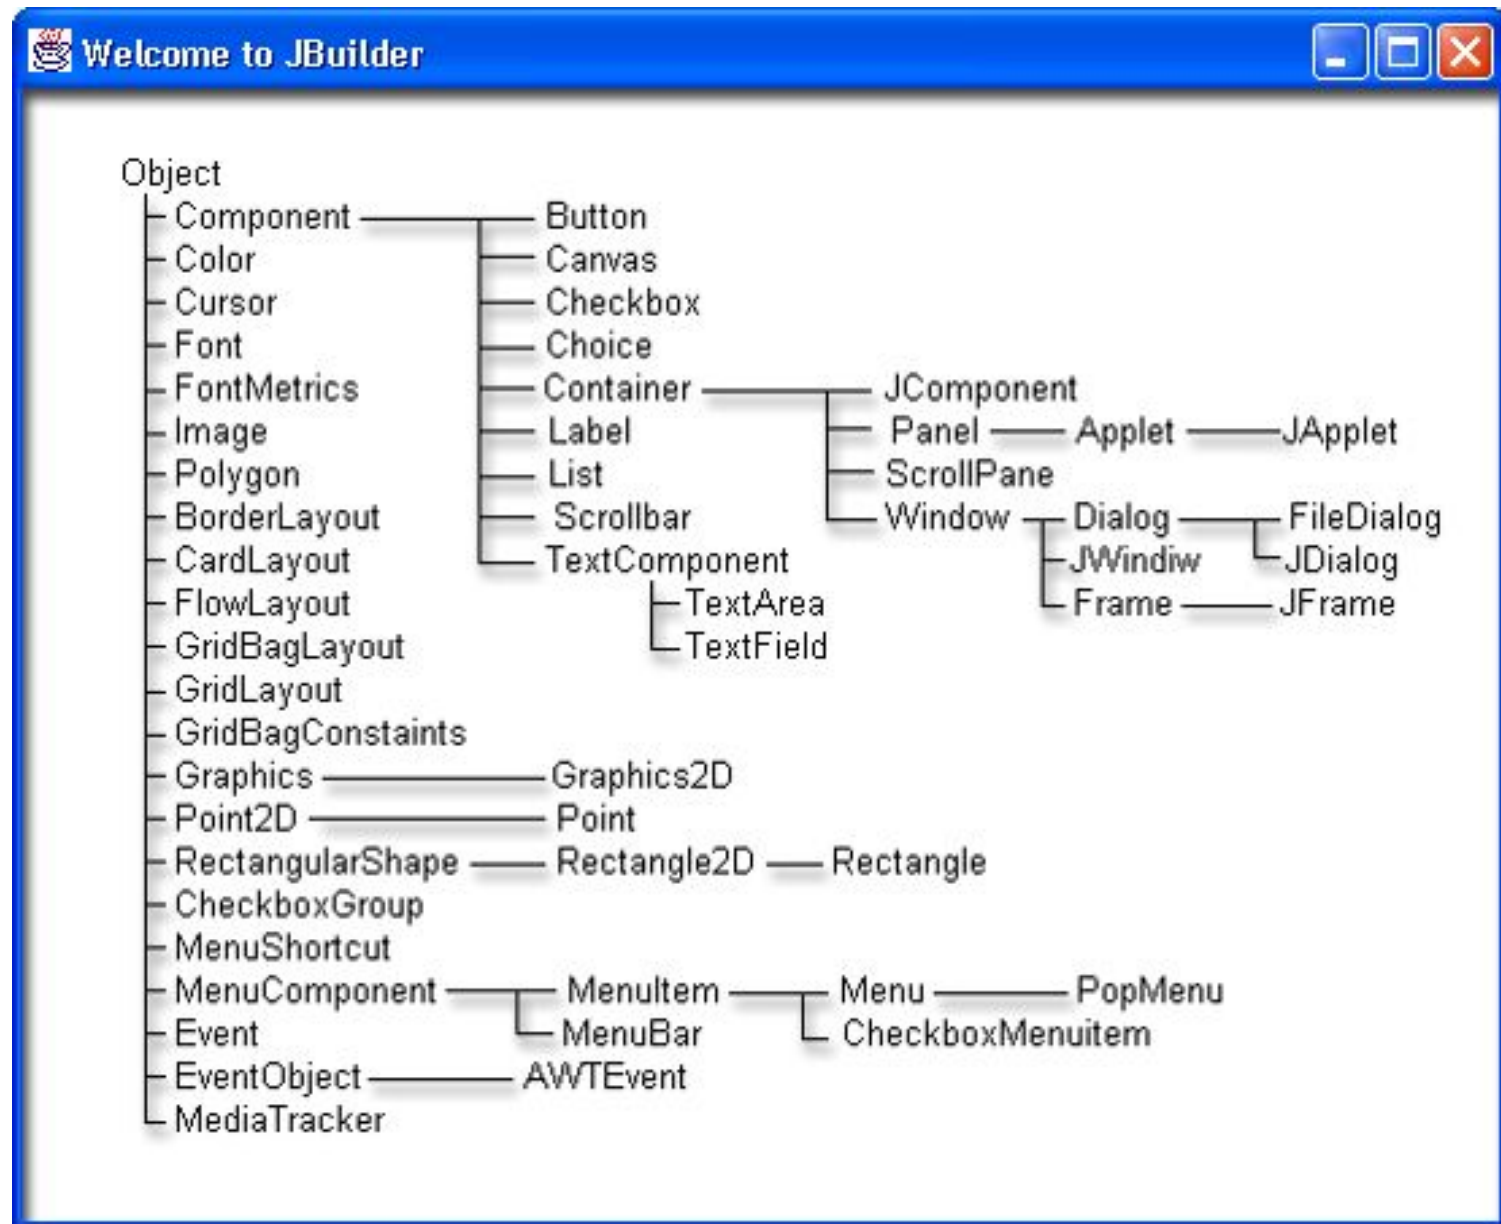 Welcome to JBuilder
Object
Component Button
Color Canvas
Cursor Checkbox
Font Choice
FontMetrics Container JComponent
Image Label Panel Applet JApplet
Polygon List ScrollPane
BorderLayout Scrollbar Window Dialog FileDialog
CardLayout TextComponent JWindiw JDialog
FlowLayout TextArea Frame JFrame
GridBagLayout TextField
GridLayout
GridBagConstaints
Graphics Graphics2D
Point2D Point
RectangularShape Rectangle2D Rectangle
CheckboxGroup
MenuShortcut
MenuComponent MenuItem Menu PopMenu
Event MenuBar CheckboxMenuitem
EventObject AWTEvent
MediaTracker